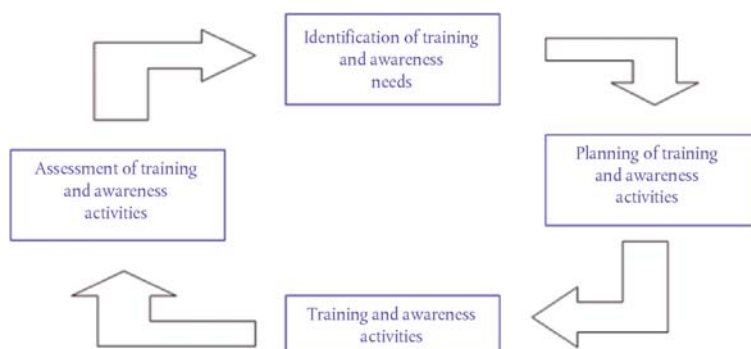 Identification of training
and awareness
needs
Assessment of training
and awareness
activities
Planning of training
and awareness
activities
Training and awareness
activities